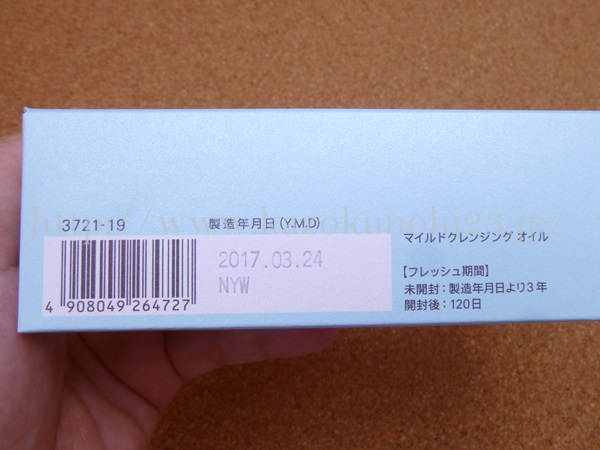 3721-19
製造年月日(Y.M.D)
2017.03.24
NYW
4 908049 264727
マイルドクレンジング オイル
【フレッシュ期間】
未開封:製造年月日より3年
開封後:120日